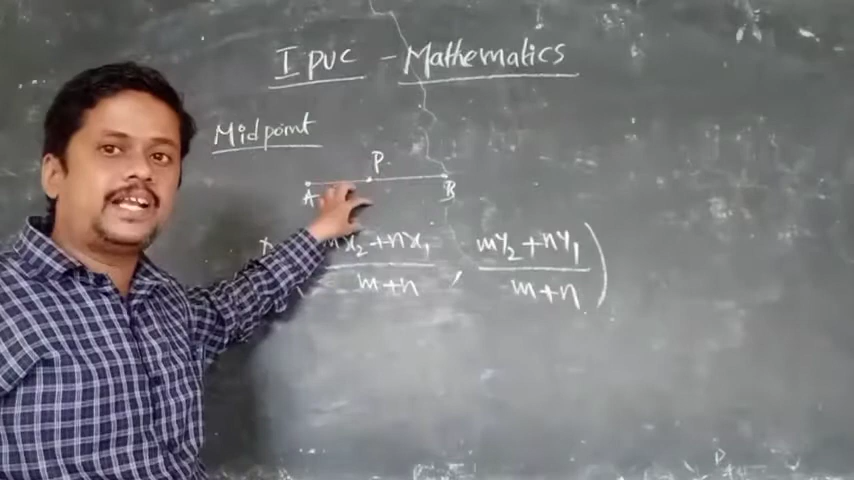 I PUC - Mathematics
Midpoint
P
A B
mx₂+nx₁ / m+n , my₂+ny₁ / m+n )